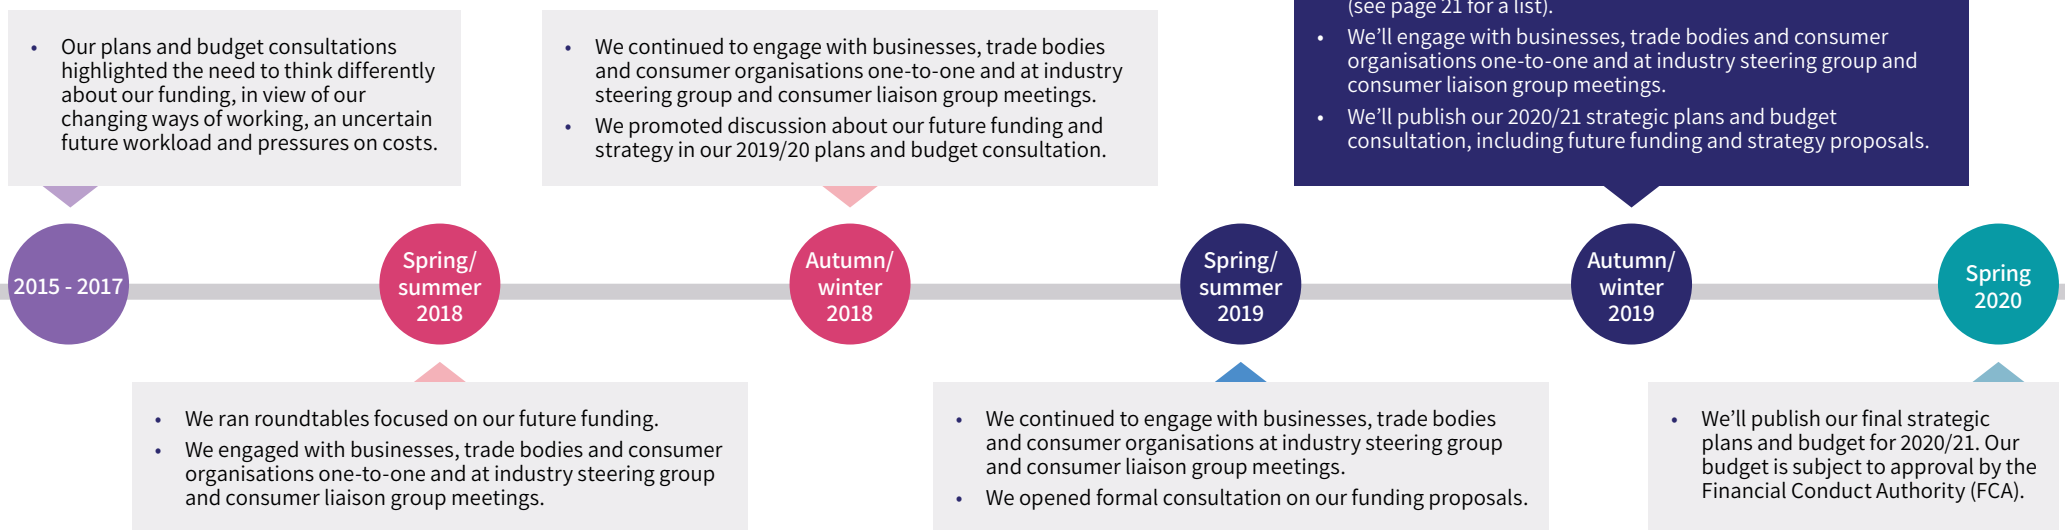 • Our plans and budget consultations
highlighted the need to think differently
about our funding, in view of our
changing ways of working, an uncertain
future workload and pressures on costs.
• We continued to engage with businesses, trade bodies
and consumer organisations one-to-one and at industry
steering group and consumer liaison group meetings.
• We promoted discussion about our future funding and
strategy in our 2019/20 plans and budget consultation.
(see page 21 for a list).
• We'll engage with businesses, trade bodies and consumer
organisations one-to-one and at industry steering group and
consumer liaison group meetings.
• We'll publish our 2020/21 strategic plans and budget
consultation, including future funding and strategy proposals.
2015 - 2017
Spring/
summer
2018
Autumn/
winter
2018
Spring/
summer
2019
Autumn/
winter
2019
Spring
2020
• We ran roundtables focused on our future funding.
• We engaged with businesses, trade bodies and consumer
organisations one-to-one and at industry steering group
and consumer liaison group meetings.
• We continued to engage with businesses, trade bodies
and consumer organisations at industry steering group
and consumer liaison group meetings.
• We opened formal consultation on our funding proposals.
• We'll publish our final strategic
plans and budget for 2020/21. Our
budget is subject to approval by the
Financial Conduct Authority (FCA).